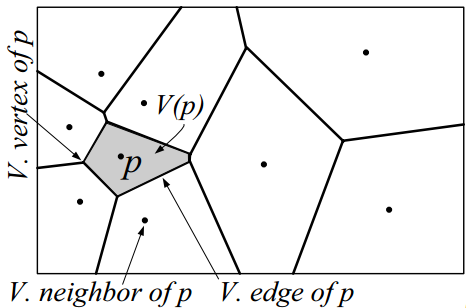 V. vertex of p
V(p)
p
V. neighbor of p
V. edge of p